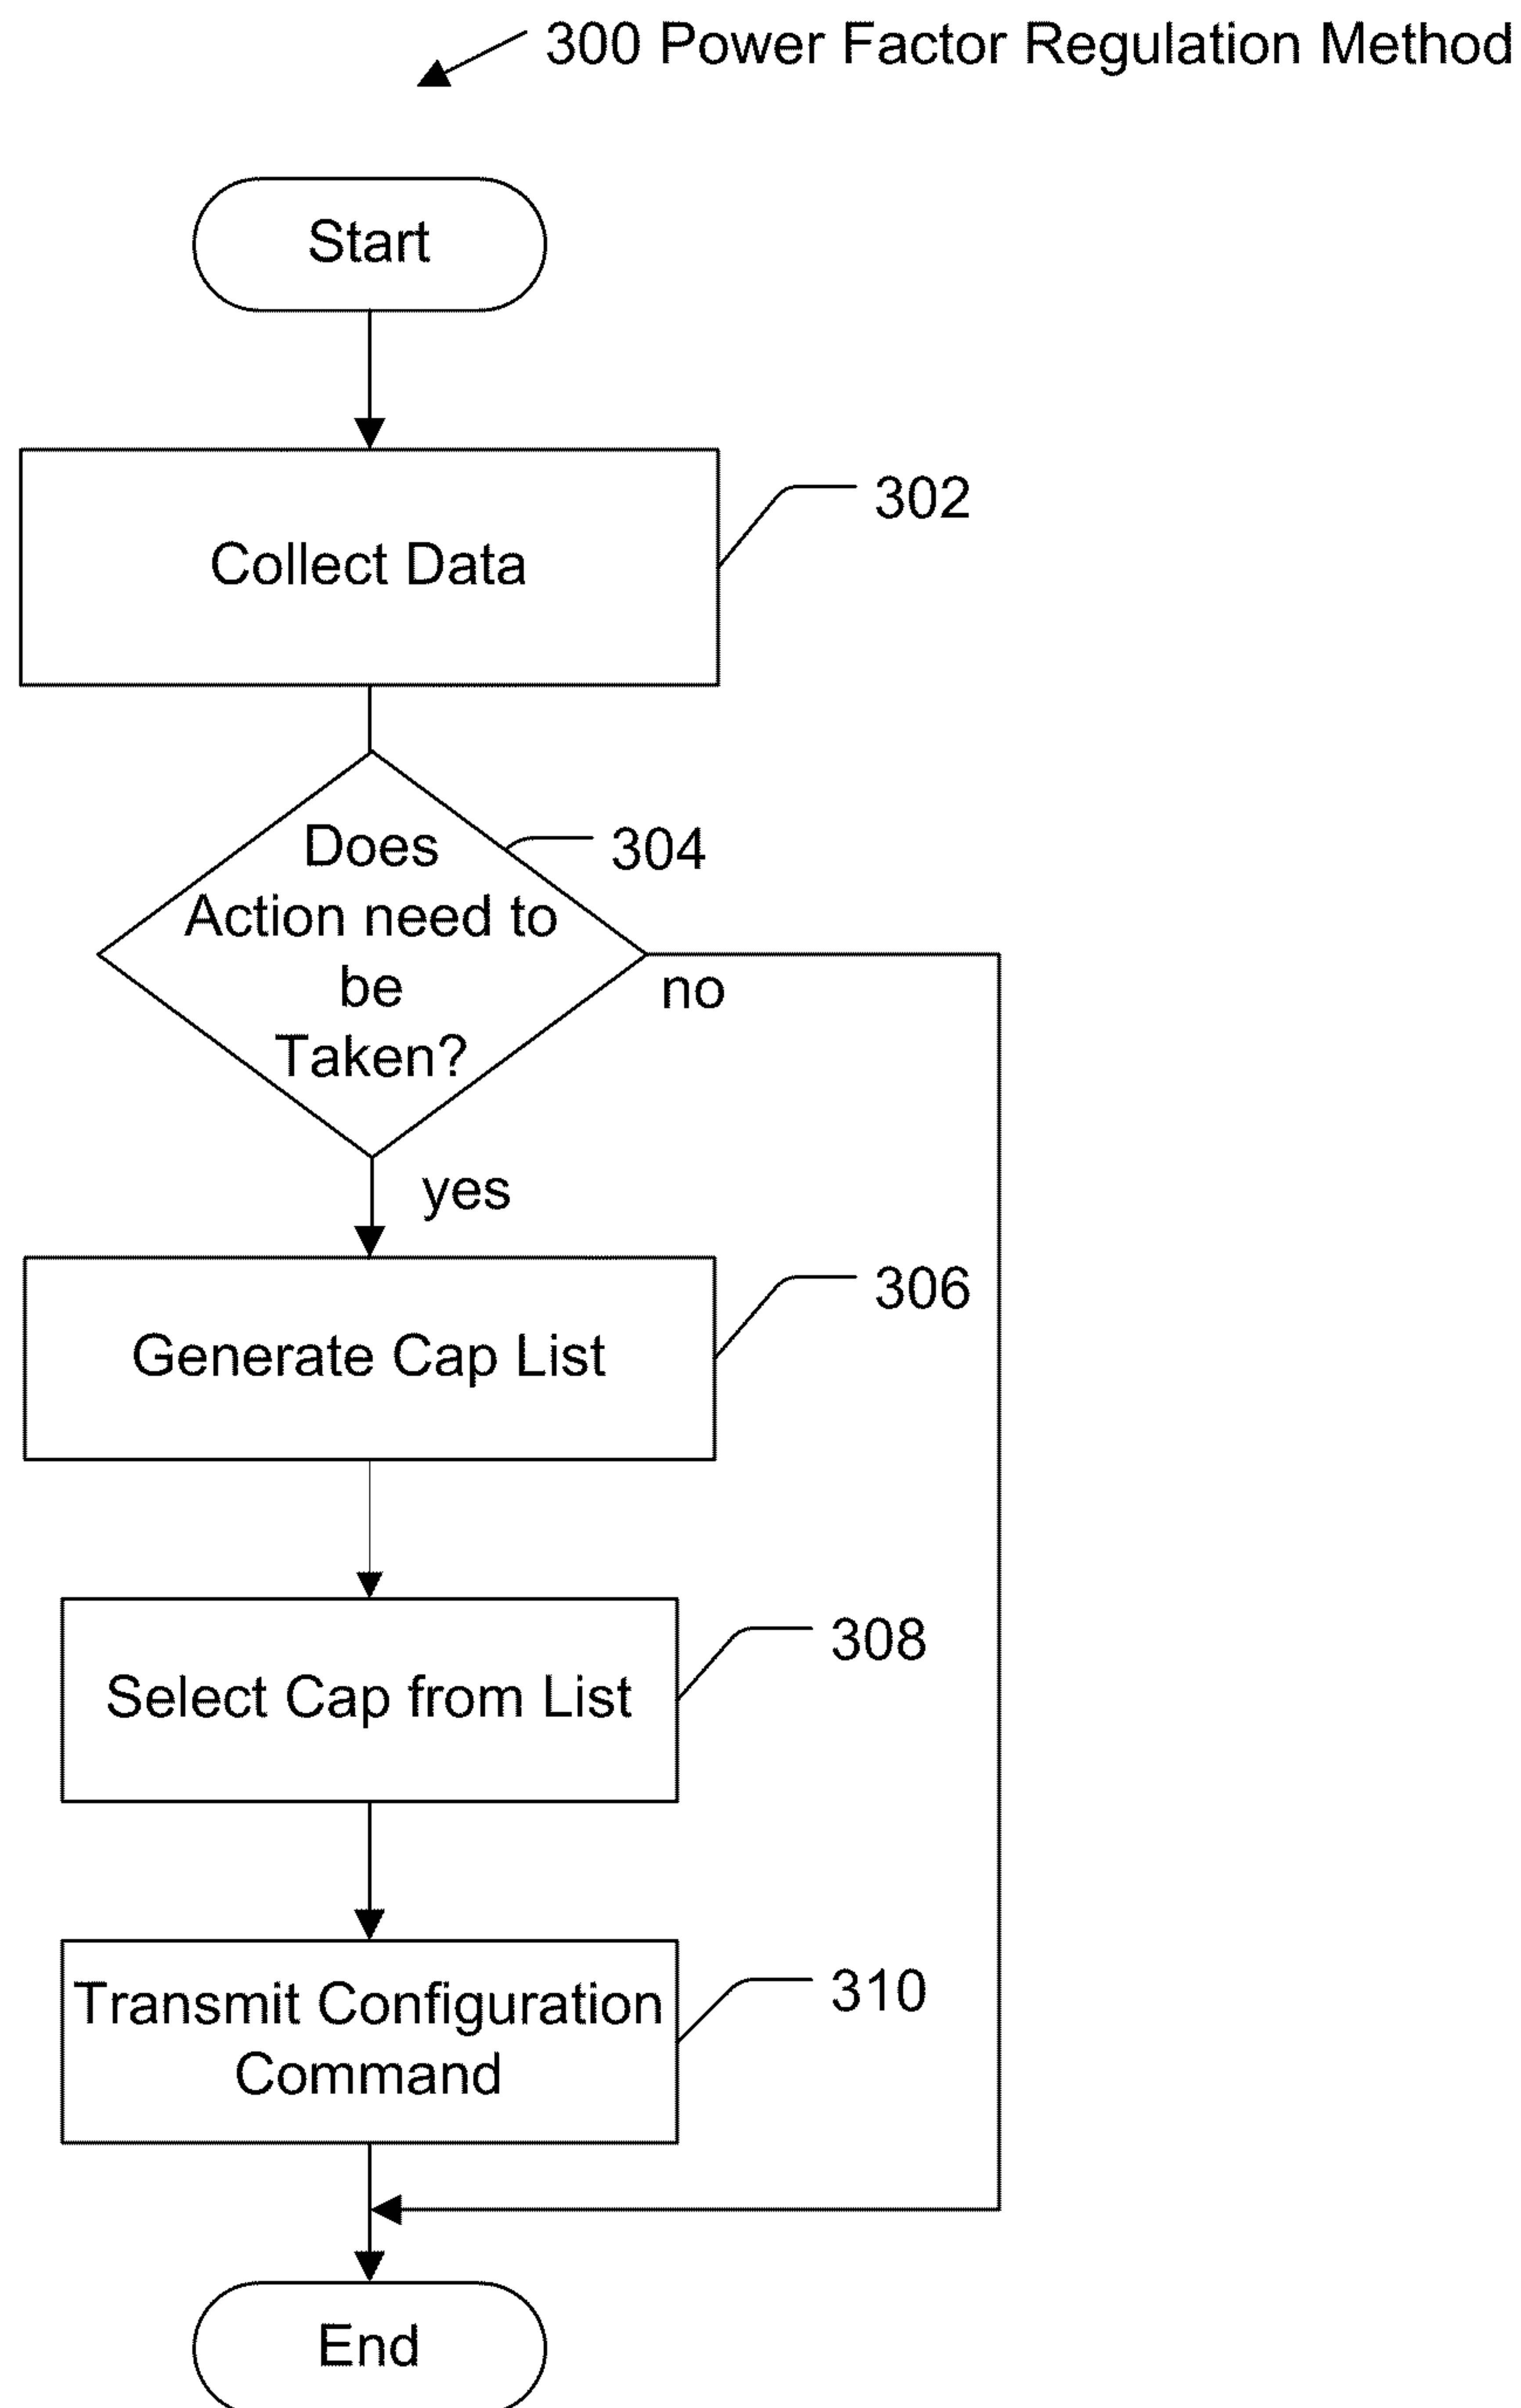 300 Power Factor Regulation Method
Start
302
Collect Data
304
Does
Action need to
be
Taken?
no
yes
306
Generate Cap List
308
Select Cap from List
310
Transmit Configuration
Command
End